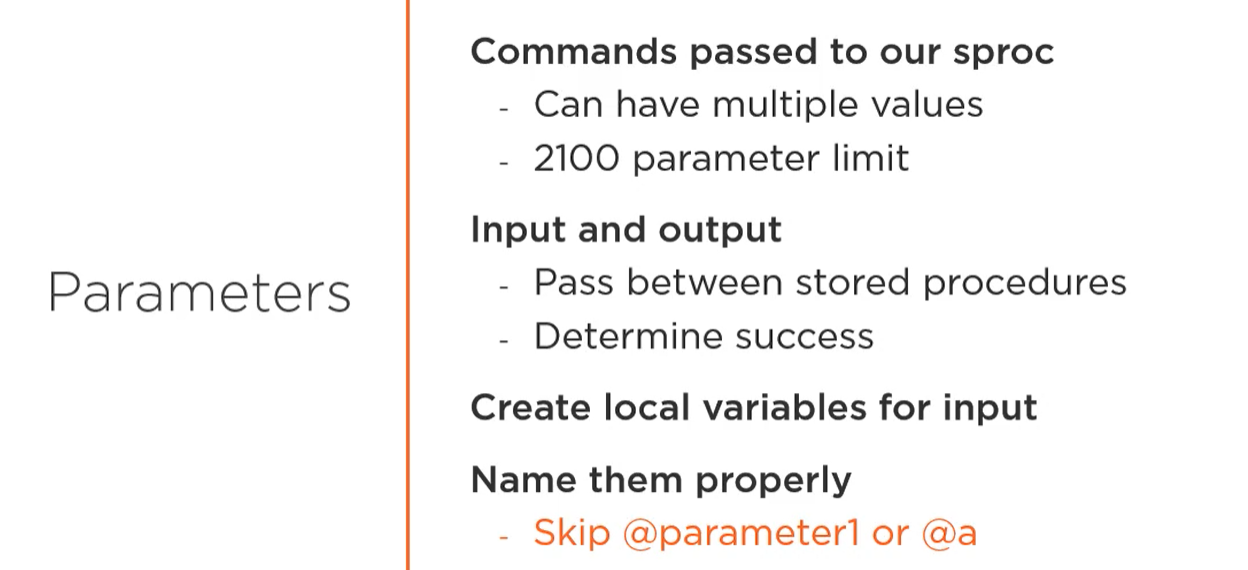 Parameters
Commands passed to our sproc
- Can have multiple values
- 2100 parameter limit
Input and output
- Pass between stored procedures
- Determine success
Create local variables for input
Name them properly
- Skip @parameter1 or @a